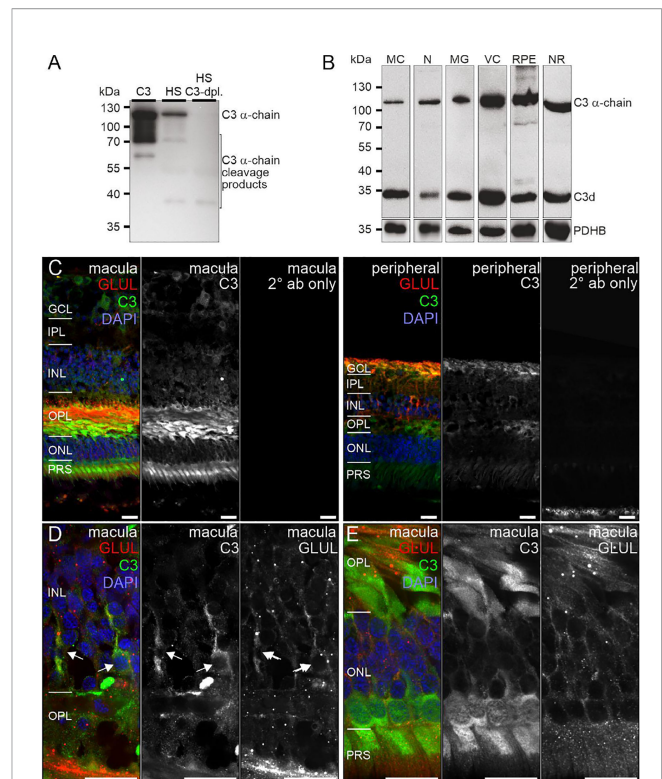 A
kDa
C3
HS
HS
C3-dpl.
130
100
70
55
40
35
C3 α-chain
C3 α-chain
cleavage
products
B
kDa
MC
N
MG
VC
RPE
NR
130
100
70
55
40
35
35
C3 α-chain
C3d
PDHB
C
macula
GLUL
C3
DAPI
GCL
IPL
INL
OPL
ONL
PRS
macula
C3
macula
2° ab only
peripheral
GLUL
C3
DAPI
GCL
IPL
INL
OPL
ONL
PRS
peripheral
C3
peripheral
2° ab only
D
macula
GLUL
C3
DAPI
INL
OPL
macula
C3
macula
GLUL
E
macula
GLUL
C3
DAPI
OPL
ONL
PRS
macula
C3
macula
GLUL